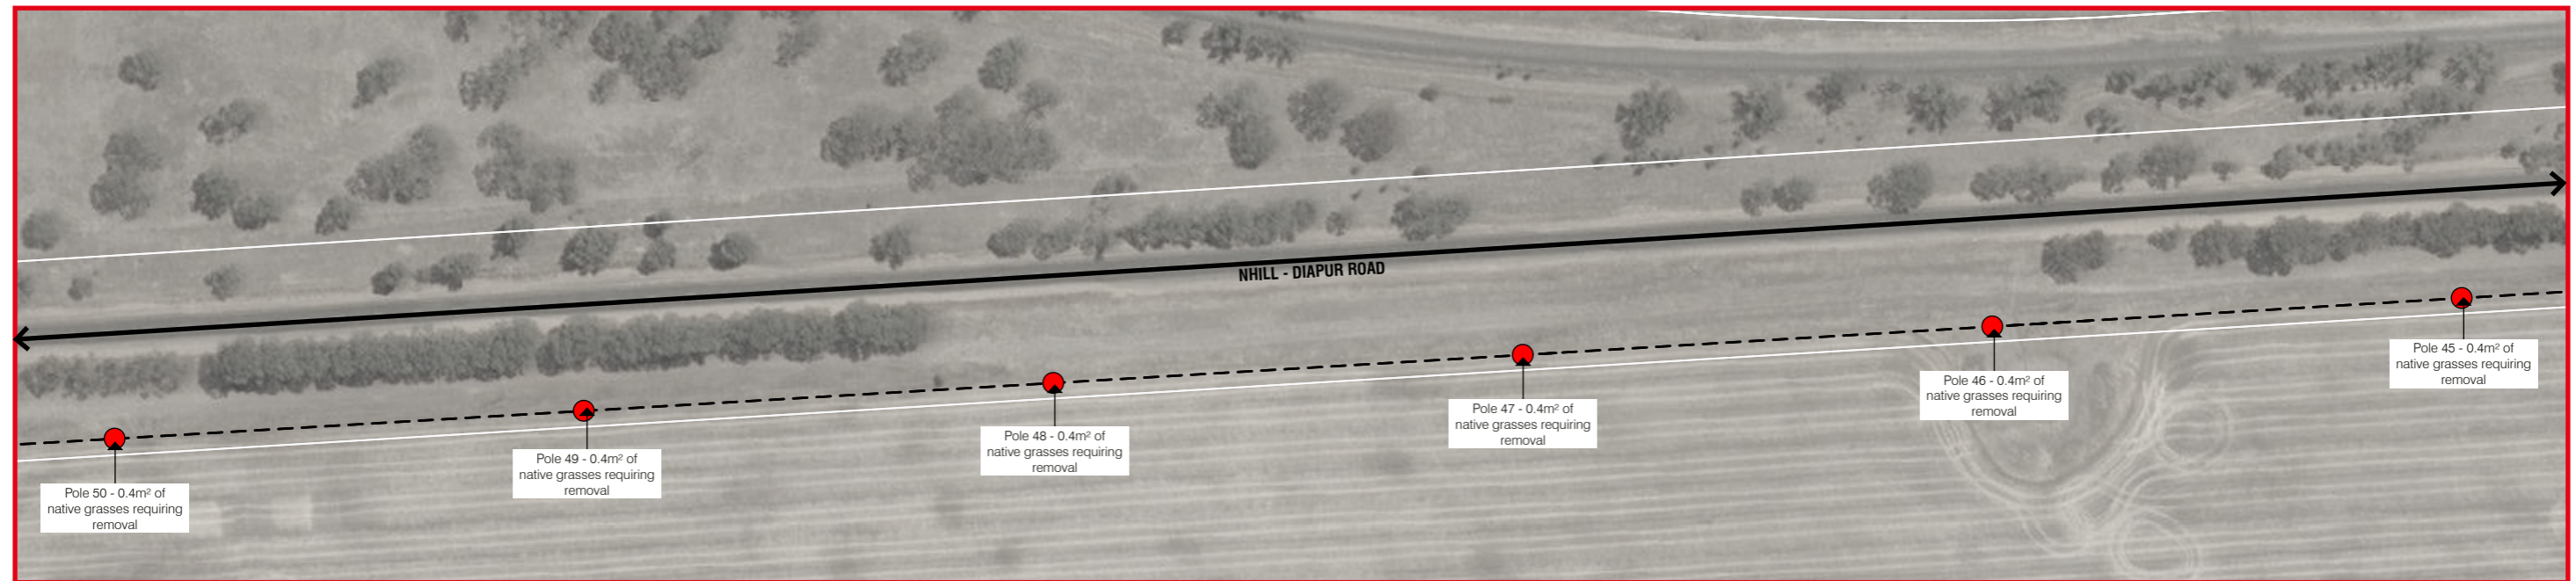 NHILL - DIAPUR ROAD
Pole 45 - 0.4m² of
native grasses requiring
removal
Pole 46 - 0.4m² of
native grasses requiring
removal
Pole 47 - 0.4m² of
native grasses requiring
removal
Pole 48 - 0.4m² of
native grasses requiring
removal
Pole 49 - 0.4m² of
native grasses requiring
removal
Pole 50 - 0.4m² of
native grasses requiring
removal